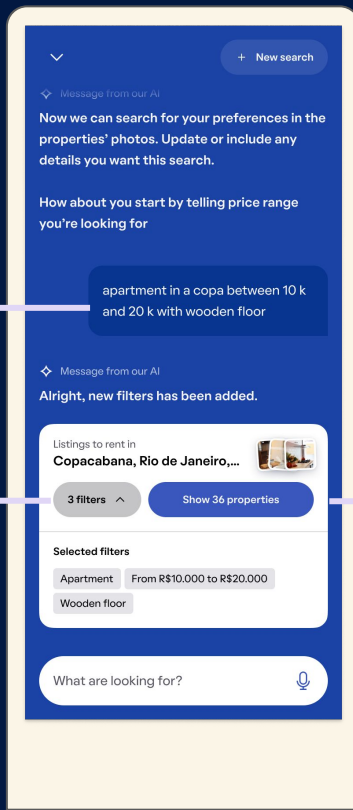 + New search
Message from our AI
Now we can search for your preferences in the
properties' photos. Update or include any
details you want this search.
How about you start by telling price range
you're looking for
apartment in a copa between 10 k
and 20 k with wooden floor
Message from our AI
Alright, new filters has been added.
Listings to rent in
Copacabana, Rio de Janeiro,...
3 filters
Show 36 properties
Selected filters
Apartment
From R$10.000 to R$20.000
Wooden floor
What are looking for?